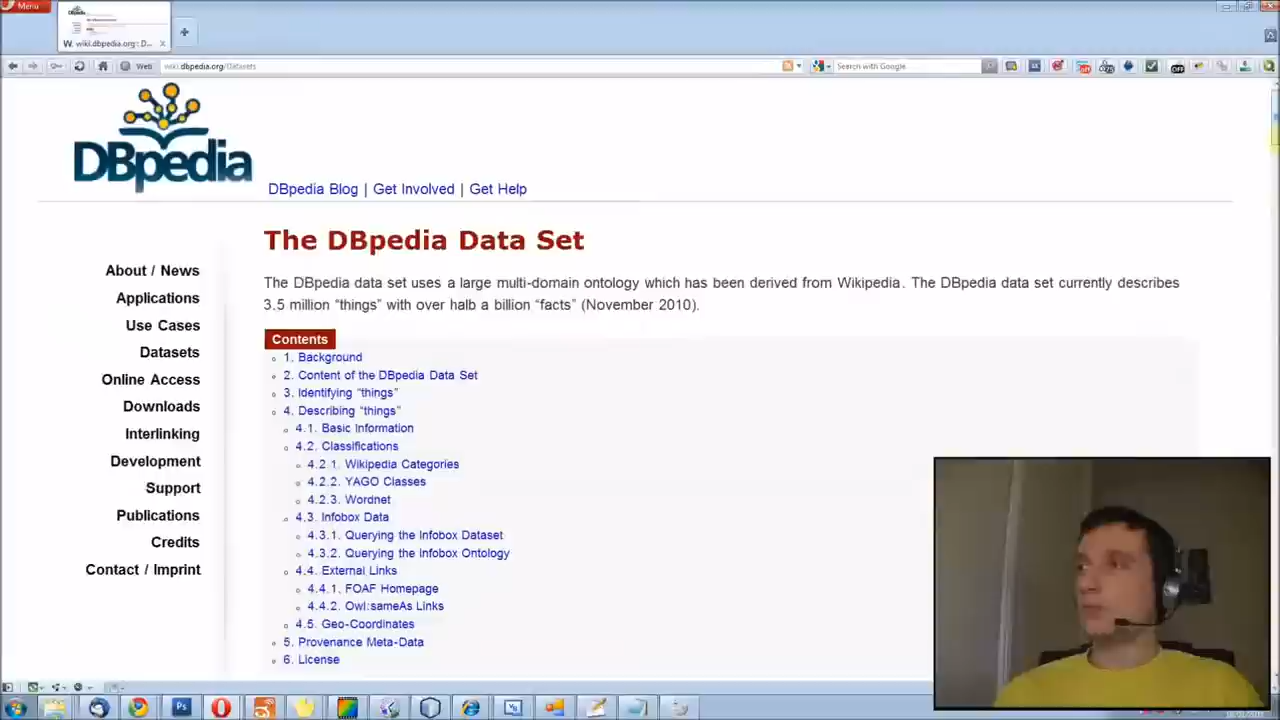 Menu
W. wiki.dbpedia.org : D...
Web
wiki.dbpedia.org/Datasets
Search with Google
DBpedia
DBpedia Blog | Get Involved | Get Help
The DBpedia Data Set
The DBpedia data set uses a large multi-domain ontology which has been derived from Wikipedia. The DBpedia data set currently describes
3.5 million “things” with over halb a billion “facts” (November 2010).
About / News
Applications
Use Cases
Datasets
Online Access
Downloads
Interlinking
Development
Support
Publications
Credits
Contact / Imprint
Contents
1. Background
2. Content of the DBpedia Data Set
3. Identifying “things”
4. Describing “things”
4.1. Basic Information
4.2. Classifications
4.2.1. Wikipedia Categories
4.2.2. YAGO Classes
4.2.3. Wordnet
4.3. Infobox Data
4.3.1. Querying the Infobox Dataset
4.3.2. Querying the Infobox Ontology
4.4. External Links
4.4.1. FOAF Homepage
4.4.2. Owl:sameAs Links
4.5. Geo-Coordinates
5. Provenance Meta-Data
6. License